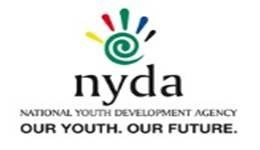 nyda
NATIONAL YOUTH DEVELOPMENT AGENCY
OUR YOUTH. OUR FUTURE.